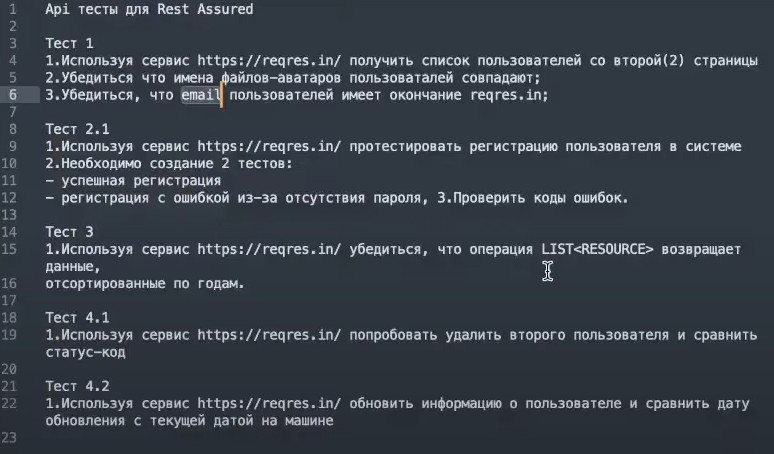 1 Api тесты для Rest Assured
2
3 Тест 1
4 1.Используя сервис https://reqres.in/ получить список пользователей со второй(2) страницы
5 2.Убедиться что имена файлов-аватаров пользоваталей совпадают;
6 3.Убедиться, что email пользователей имеет окончание reqres.in;
7
8 Тест 2.1
9 1.Используя сервис https://reqres.in/ протестировать регистрацию пользователя в системе
10 2.Необходимо создание 2 тестов:
11 - успешная регистрация
12 - регистрация с ошибкой из-за отсутствия пароля, 3.Проверить коды ошибок.
13
14 Тест 3
15 1.Используя сервис https://reqres.in/ убедиться, что операция LIST<RESOURCE> возвращает
данные,
16 отсортированные по годам.
17
18 Тест 4.1
19 1.Используя сервис https://reqres.in/ попробовать удалить второго пользователя и сравнить
статус-код
20
21 Тест 4.2
22 1.Используя сервис https://reqres.in/ обновить информацию о пользователе и сравнить дату
обновления с текущей датой на машине
23